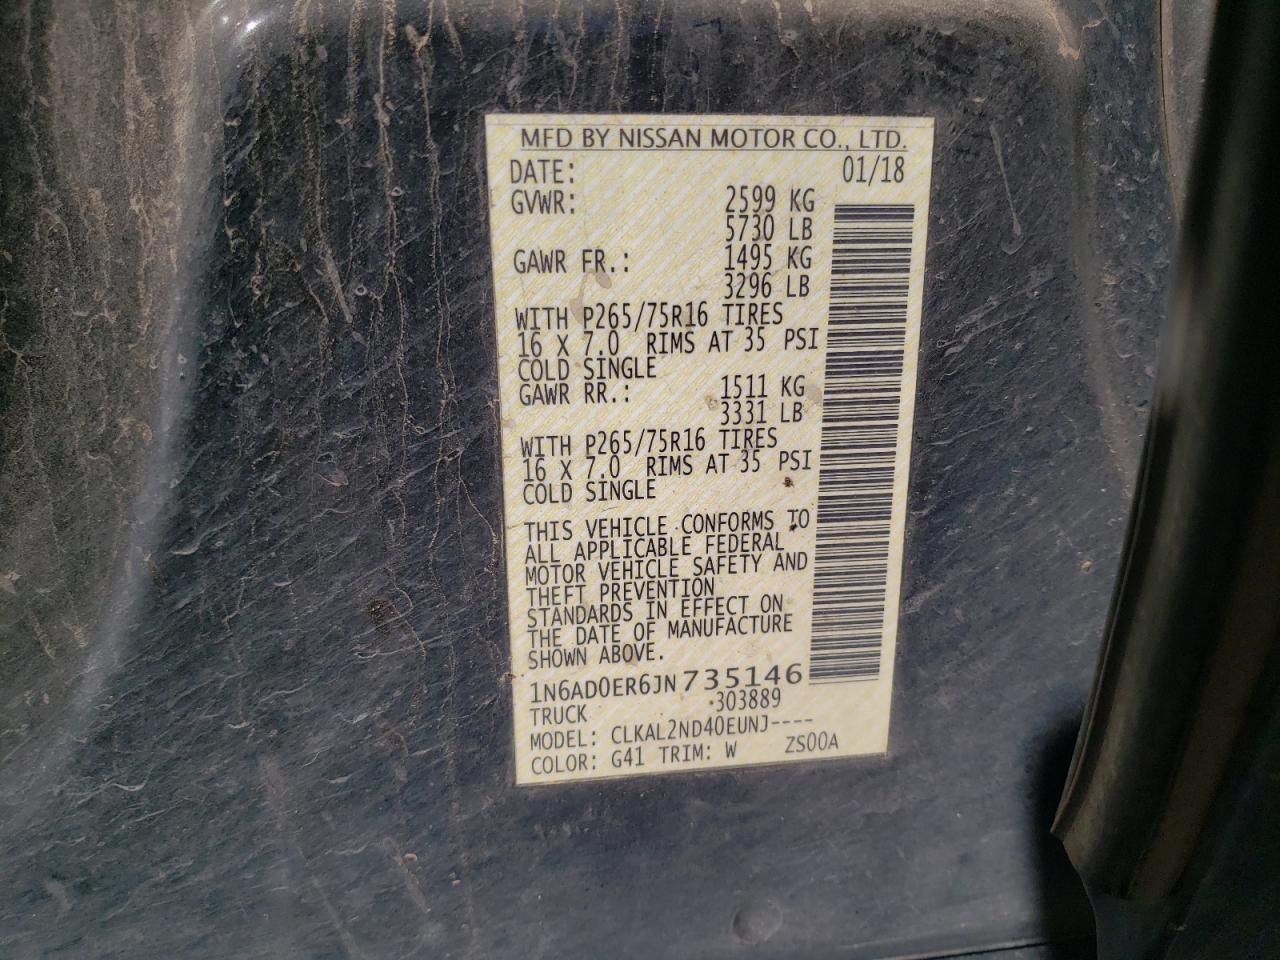 MFD BY NISSAN MOTOR CO., LTD.
DATE: 01/18
GVWR: 2599 KG
5730 LB
GAWR FR.: 1495 KG
3296 LB
WITH P265/75R16 TIRES
16 X 7.0 RIMS AT 35 PSI
COLD SINGLE
GAWR RR.: 1511 KG
3331 LB
WITH P265/75R16 TIRES
16 X 7.0 RIMS AT 35 PSI
COLD SINGLE
THIS VEHICLE CONFORMS TO
ALL APPLICABLE FEDERAL
MOTOR VEHICLE SAFETY AND
THEFT PREVENTION
STANDARDS IN EFFECT ON
THE DATE OF MANUFACTURE
SHOWN ABOVE.
1N6AD0ER6JN735146
TRUCK 303889
MODEL: CLKAL2ND40EUNJ----
COLOR: G41 TRIM: W ZS00A